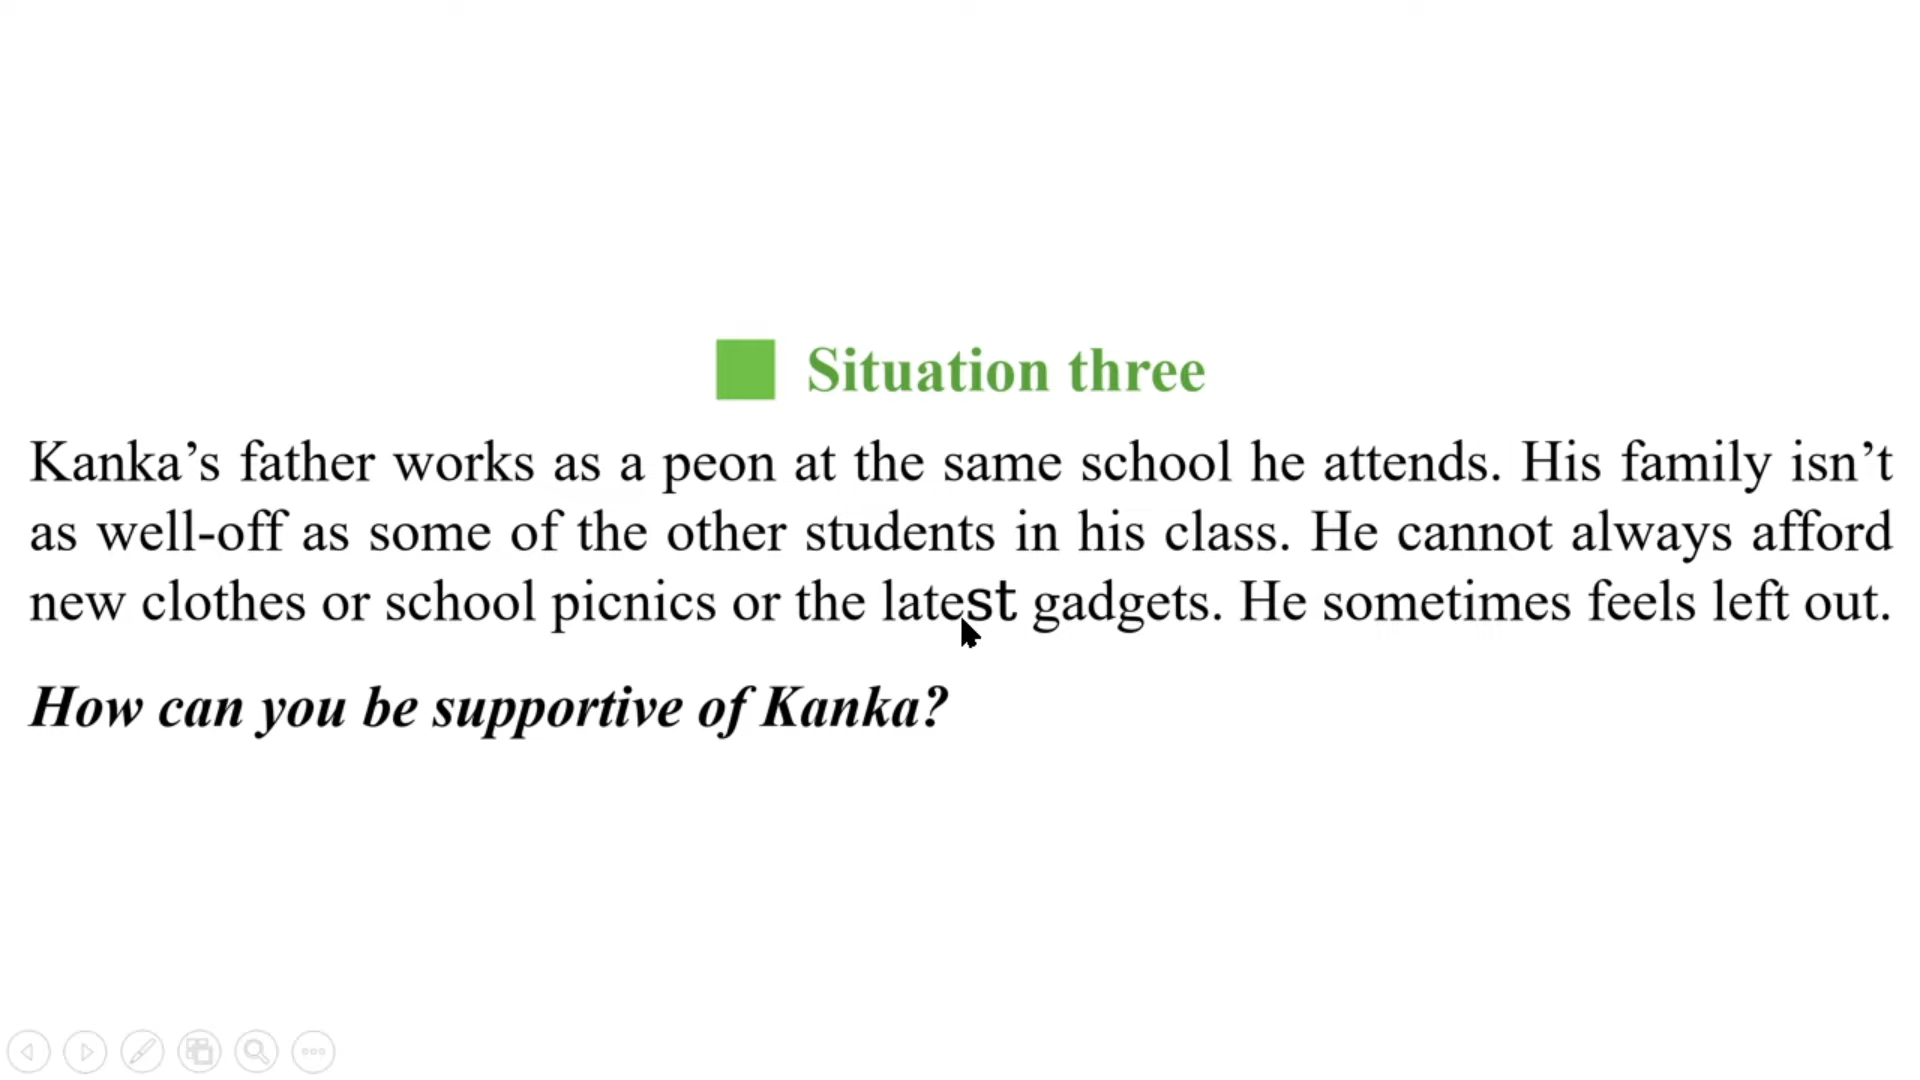 Situation three
Kanka’s father works as a peon at the same school he attends. His family isn’t
as well-off as some of the other students in his class. He cannot always afford
new clothes or school picnics or the latest gadgets. He sometimes feels left out.
How can you be supportive of Kanka?